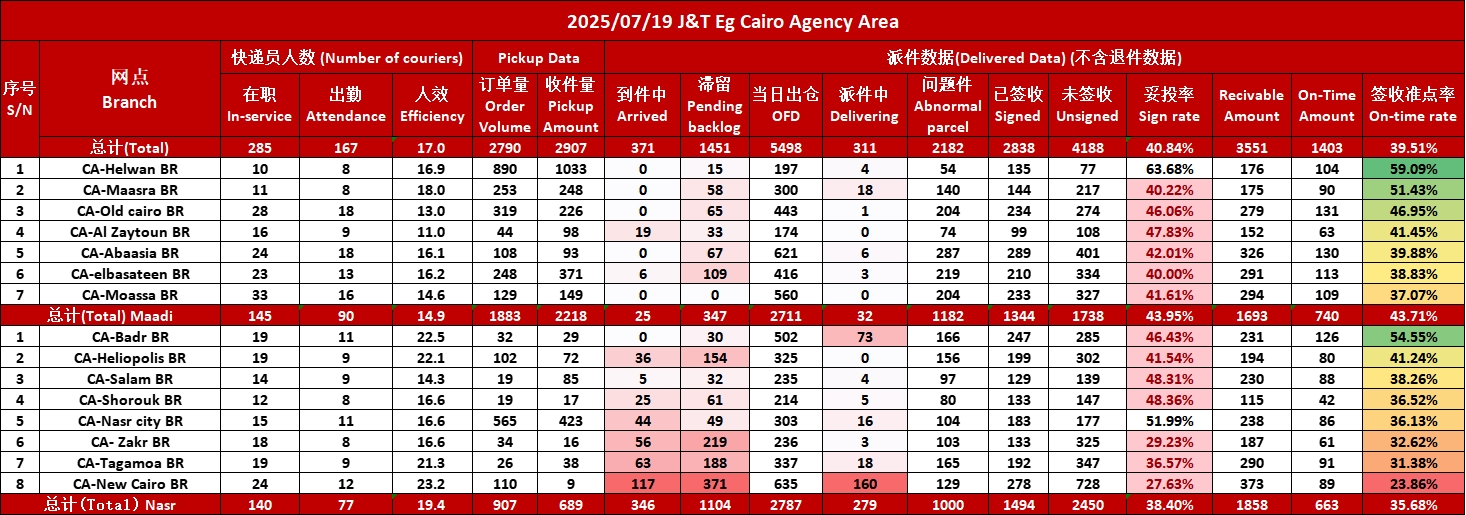 2025/07/19 J&T Eg Cairo Agency Area
序号 S/N 网点 Branch 快递员人数 (Number of couriers) Pickup Data 派件数据(Delivered Data) (不含退件数据)
在职 In-service 出勤 Attendance 人效 Efficiency 订单量 Order Volume 收件量 Pickup Amount 到件中 Arrived 滞留 Pending backlog 当日出仓 OFD 派件中 Delivering 问题件 Abnormal parcel 已签收 Signed 未签收 Unsigned 妥投率 Sign rate Recivable Amount On-Time Amount 签收准点率 On-time rate
总计(Total) 285 167 17.0 2790 2907 371 1451 5498 311 2182 2838 4188 40.84% 3551 1403 39.51%
1 CA-Helwan BR 10 8 16.9 890 1033 0 15 197 4 54 135 77 63.68% 176 104 59.09%
2 CA-Maasra BR 11 8 18.0 253 248 0 58 300 18 140 144 217 40.22% 175 90 51.43%
3 CA-Old cairo BR 28 18 13.0 319 226 0 65 443 1 204 234 274 46.06% 279 131 46.95%
4 CA-Al Zaytoun BR 16 9 11.0 44 98 19 33 174 0 74 99 108 47.83% 152 63 41.45%
5 CA-Abaasia BR 24 18 16.1 108 93 0 67 621 6 287 289 401 42.01% 326 130 39.88%
6 CA-elbasateen BR 23 13 16.2 248 371 6 109 416 3 219 210 334 40.00% 291 113 38.83%
7 CA-Moassa BR 33 16 14.6 129 149 0 0 560 0 204 233 327 41.61% 294 109 37.07%
总计(Total) Maadi 145 90 14.9 1883 2218 25 347 2711 32 1182 1344 1738 43.95% 1693 740 43.71%
1 CA-Badr BR 19 11 22.5 32 29 0 30 502 73 166 247 285 46.43% 231 126 54.55%
2 CA-Heliopolis BR 19 9 22.1 102 72 36 154 325 0 156 199 302 41.54% 194 80 41.24%
3 CA-Salam BR 14 9 14.3 19 85 5 32 235 4 97 129 139 48.31% 230 88 38.26%
4 CA-Shorouk BR 12 8 16.6 19 17 25 61 214 5 80 133 147 48.36% 115 42 36.52%
5 CA-Nasr city BR 15 11 16.6 565 423 44 49 303 16 104 183 177 51.99% 238 86 36.13%
6 CA- Zakr BR 18 8 16.6 34 16 56 219 236 3 103 133 325 29.23% 187 61 32.62%
7 CA-Tagamoa BR 19 9 21.3 26 38 63 188 337 18 165 192 347 36.57% 290 91 31.38%
8 CA-New Cairo BR 24 12 23.2 110 9 117 371 635 160 129 278 728 27.63% 373 89 23.86%
总计(Total) Nasr 140 77 19.4 907 689 346 1104 2787 279 1000 1494 2450 38.40% 1858 663 35.68%